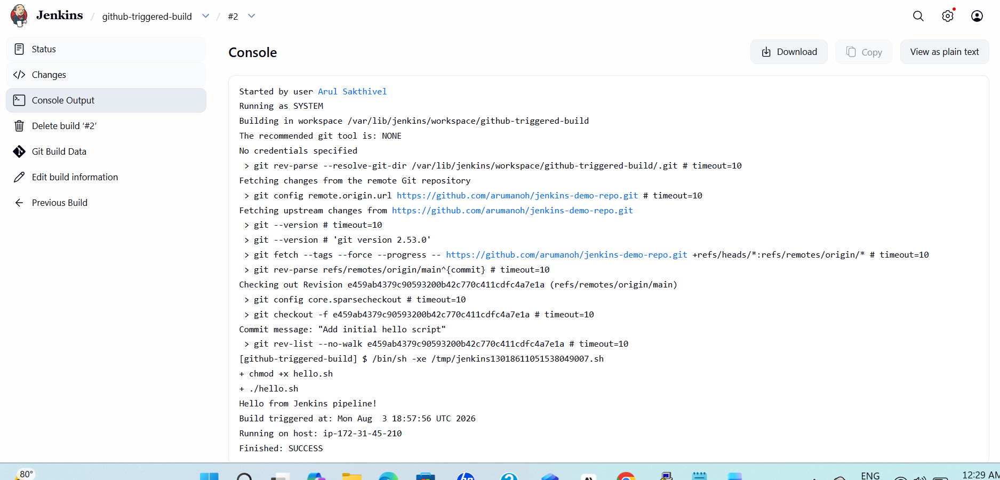 Jenkins / github-triggered-build / #2
Status
Changes
Console Output
Delete build ‘#2’
Git Build Data
Edit build information
Previous Build
Console
Download
Copy
View as plain text
Started by user Arul Sakthivel
Running as SYSTEM
Building in workspace /var/lib/jenkins/workspace/github-triggered-build
The recommended git tool is: NONE
No credentials specified
 > git rev-parse --resolve-git-dir /var/lib/jenkins/workspace/github-triggered-build/.git # timeout=10
Fetching changes from the remote Git repository
 > git config remote.origin.url https://github.com/arumanoh/jenkins-demo-repo.git # timeout=10
Fetching upstream changes from https://github.com/arumanoh/jenkins-demo-repo.git
 > git --version # timeout=10
 > git --version # 'git version 2.53.0'
 > git fetch --tags --force --progress -- https://github.com/arumanoh/jenkins-demo-repo.git +refs/heads/*:refs/remotes/origin/* # timeout=10
 > git rev-parse refs/remotes/origin/main^{commit} # timeout=10
Checking out Revision e459ab4379c90593200b42c770c411cdfc4a7e1a (refs/remotes/origin/main)
 > git config core.sparsecheckout # timeout=10
 > git checkout -f e459ab4379c90593200b42c770c411cdfc4a7e1a # timeout=10
Commit message: "Add initial hello script"
 > git rev-list --no-walk e459ab4379c90593200b42c770c411cdfc4a7e1a # timeout=10
[github-triggered-build] $ /bin/sh -xe /tmp/jenkins13018611051538049007.sh
+ chmod +x hello.sh
+ ./hello.sh
Hello from Jenkins pipeline!
Build triggered at: Mon Aug  3 18:57:56 UTC 2026
Running on host: ip-172-31-45-210
Finished: SUCCESS
80°
hp
ENG
12:29 AM